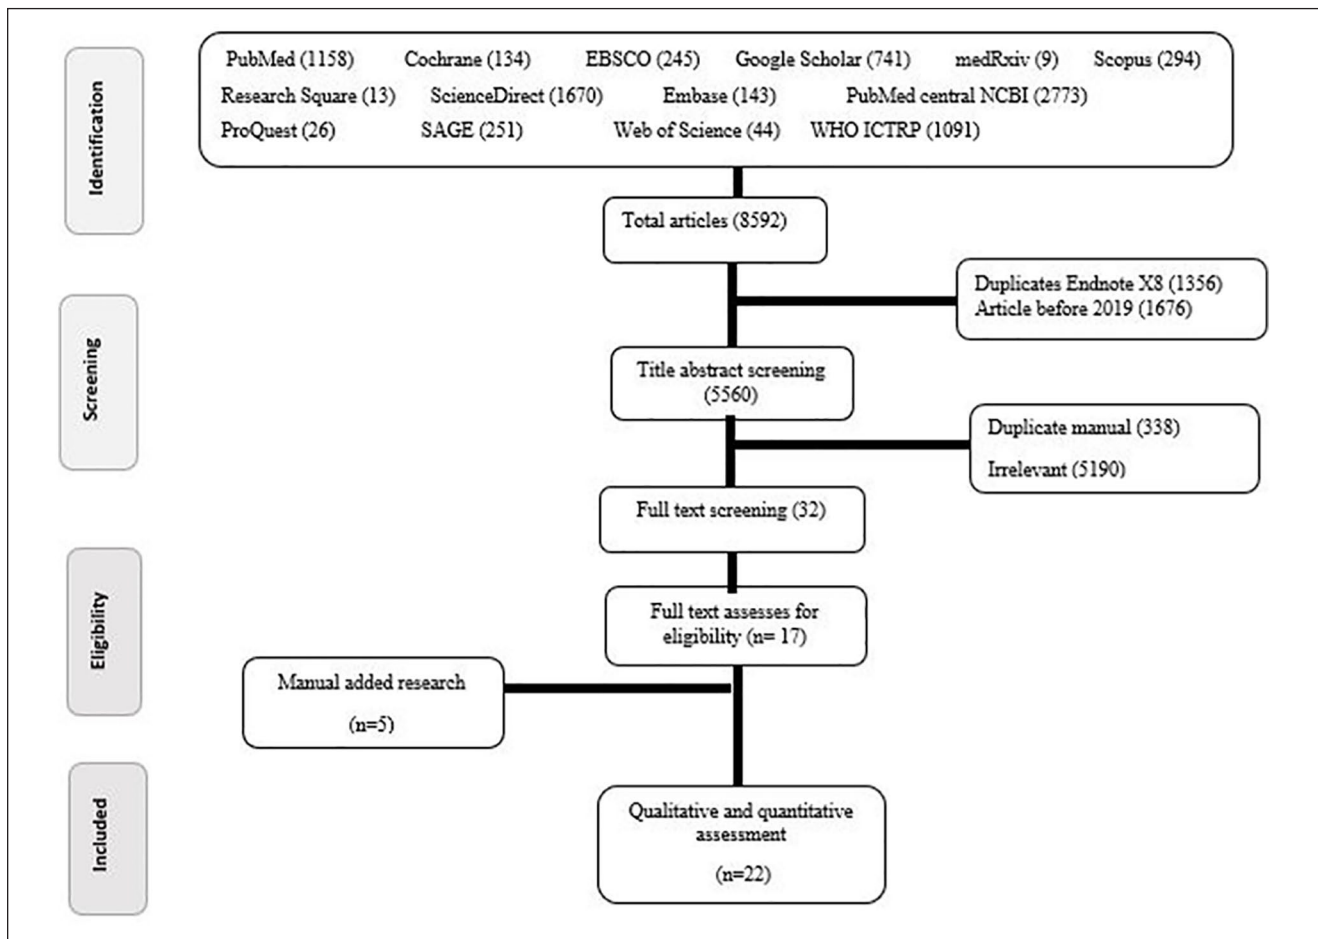 Identification
PubMed (1158) Cochrane (134) EBSCO (245) Google Scholar (741) medRxiv (9) Scopus (294)
Research Square (13) ScienceDirect (1670) Embase (143) PubMed central NCBI (2773)
ProQuest (26) SAGE (251) Web of Science (44) WHO ICTRP (1091)
Total articles (8592)
Duplicates Endnote X8 (1356)
Article before 2019 (1676)
Screening
Title abstract screening
(5560)
Duplicate manual (338)
Irrelevant (5190)
Full text screening (32)
Eligibility
Full text assesses for
eligibility (n= 17)
Manual added research
(n=5)
Included
Qualitative and quantitative
assessment
(n=22)